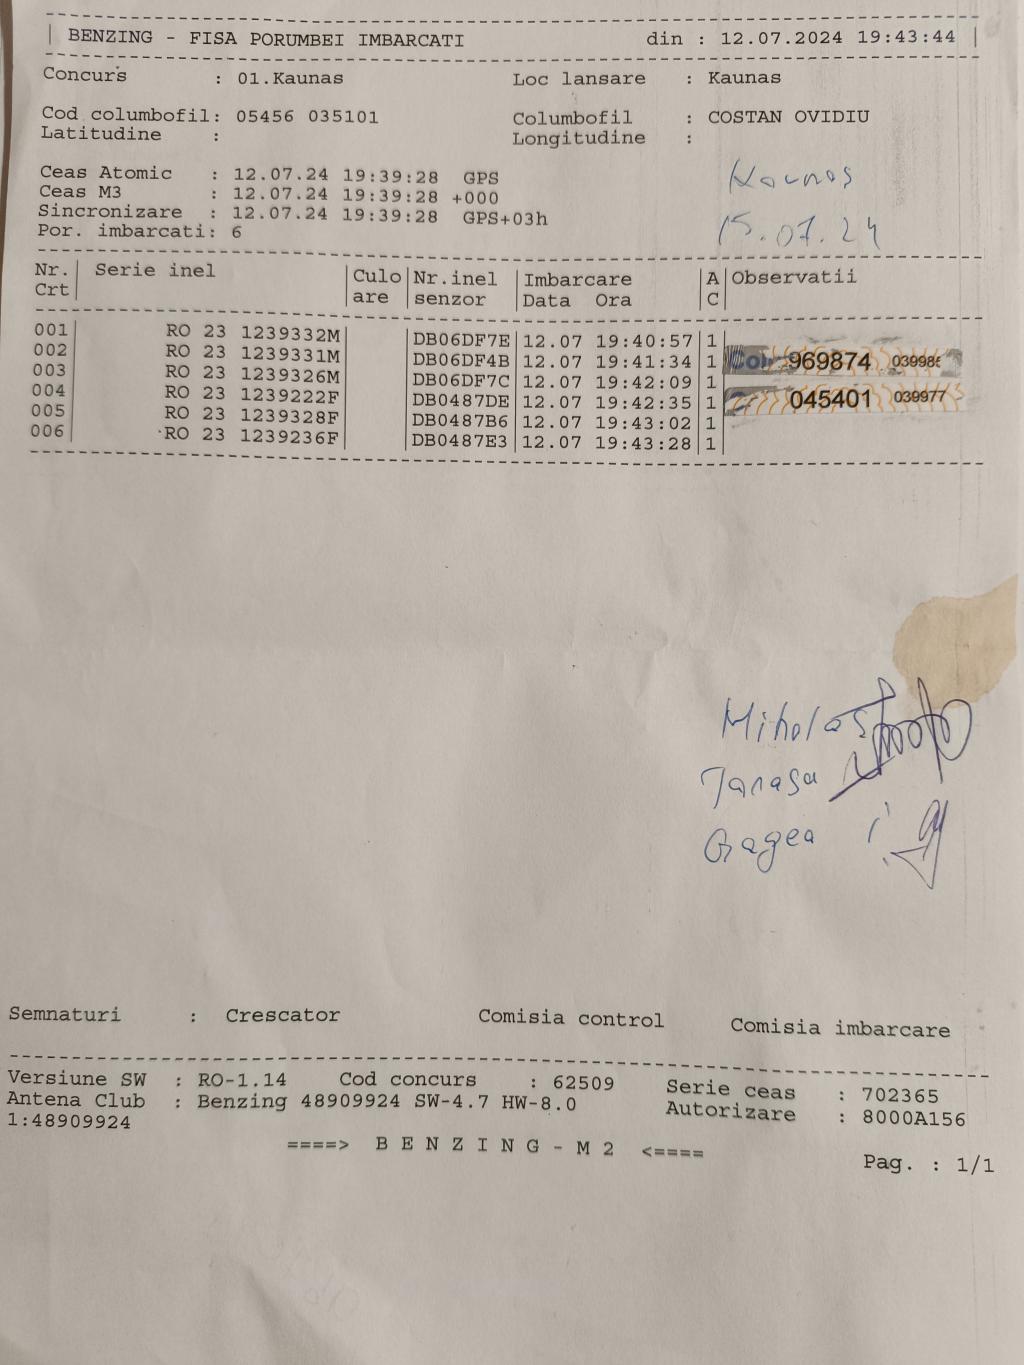 BENZING - FISA PORUMBEI IMBARCATI din : 12.07.2024 19:43:44
Concurs : 01.Kaunas Loc lansare : Kaunas
Cod columbofil: 05456 035101 Columbofil : COSTAN OVIDIU
Latitudine : Longitudine :
Ceas Atomic : 12.07.24 19:39:28 GPS
Ceas M3 : 12.07.24 19:39:28 +000
Sincronizare : 12.07.24 19:39:28 GPS+03h
Por. imbarcati: 6
Kaunas
15.07.24
Nr. Serie inel Culo Nr.inel Imbarcare A Observatii
Crt are senzor Data Ora C
001 RO 23 1239332M DB06DF7E 12.07 19:40:57 1
002 RO 23 1239331M DB06DF4B 12.07 19:41:34 1 969874
003 RO 23 1239326M DB06DF7C 12.07 19:42:09 1
004 RO 23 1239222F DB0487DE 12.07 19:42:35 1 045401 039977
005 RO 23 1239328F DB0487B6 12.07 19:43:02 1
006 RO 23 1239236F DB0487E3 12.07 19:43:28 1
Tanasa
Gagea i.
Semnaturi : Crescator Comisia control Comisia imbarcare
Versiune SW : RO-1.14 Cod concurs : 62509 Serie ceas : 702365
Antena Club : Benzing 48909924 SW-4.7 HW-8.0 Autorizare : 8000A156
1:48909924
====> B E N Z I N G - M 2 <====
Pag. : 1/1